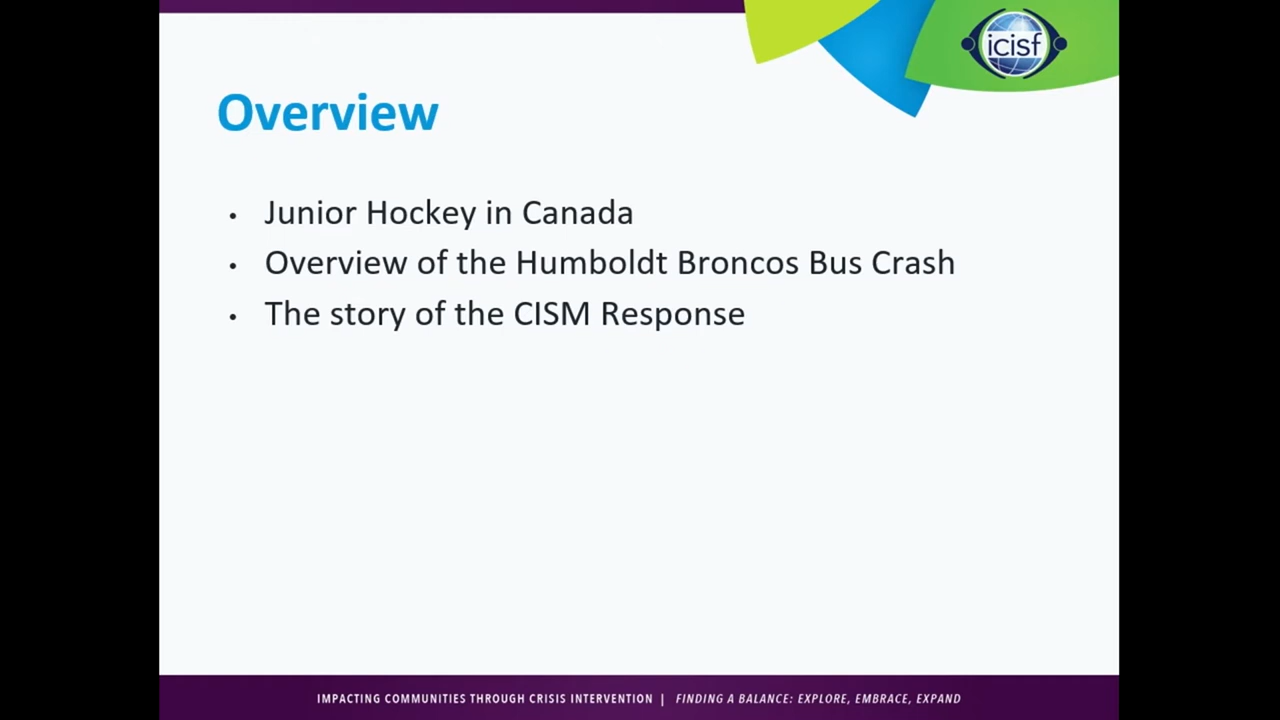 icisf
Overview
• Junior Hockey in Canada
• Overview of the Humboldt Broncos Bus Crash
• The story of the CISM Response
IMPACTING COMMUNITIES THROUGH CRISIS INTERVENTION | FINDING A BALANCE: EXPLORE, EMBRACE, EXPAND